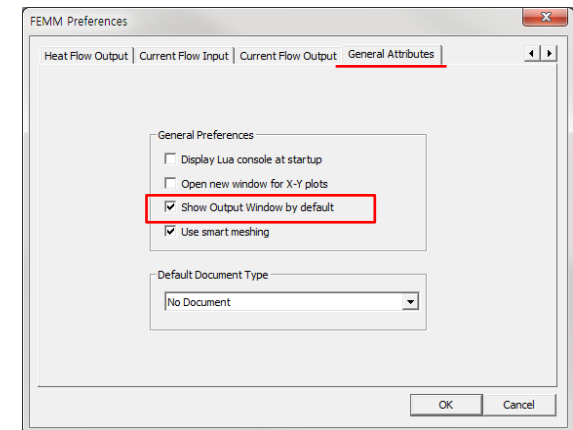 FEMM Preferences
Heat Flow Output Current Flow Input Current Flow Output General Attributes
General Preferences
Display Lua console at startup
Open new window for X-Y plots
Show Output Window by default
Use smart meshing
Default Document Type
No Document
OK Cancel